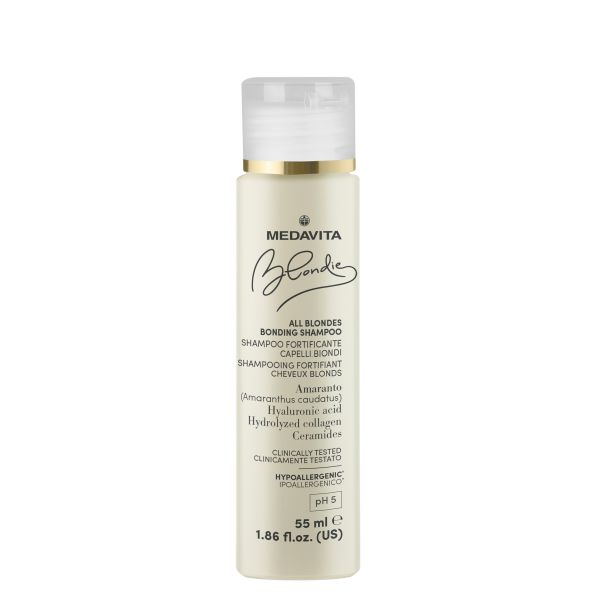 MEDAVITA
Blondie
ALL BLONDES
BONDING SHAMPOO
SHAMPOO FORTIFICANTE
CAPELLI BIONDI
SHAMPOOING FORTIFIANT
CHEVEUX BLONDS
Amaranto
(Amaranthus caudatus)
Hyaluronic acid
Hydrolyzed collagen
Ceramides
CLINICALLY TESTED
CLINICAMENTE TESTATO
HYPOALLERGENIC*
IPOALLERGENICO*
pH 5
55 ml ℮
1.86 fl.oz. (US)